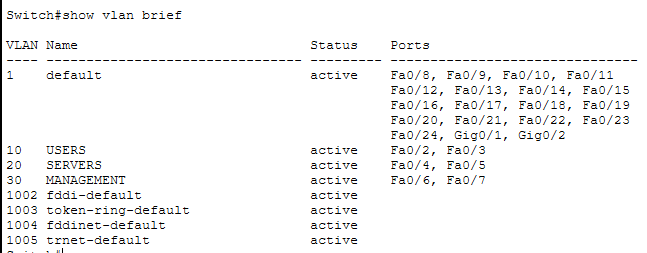 Switch#show vlan brief
VLAN Name                             Status    Ports
---- -------------------------------- --------- -------------------------------
1    default                          active    Fa0/8, Fa0/9, Fa0/10, Fa0/11
                                                Fa0/12, Fa0/13, Fa0/14, Fa0/15
                                                Fa0/16, Fa0/17, Fa0/18, Fa0/19
                                                Fa0/20, Fa0/21, Fa0/22, Fa0/23
                                                Fa0/24, Gig0/1, Gig0/2
10   USERS                            active    Fa0/2, Fa0/3
20   SERVERS                          active    Fa0/4, Fa0/5
30   MANAGEMENT                       active    Fa0/6, Fa0/7
1002 fddi-default                     active
1003 token-ring-default               active
1004 fddinet-default                  active
1005 trnet-default                    active